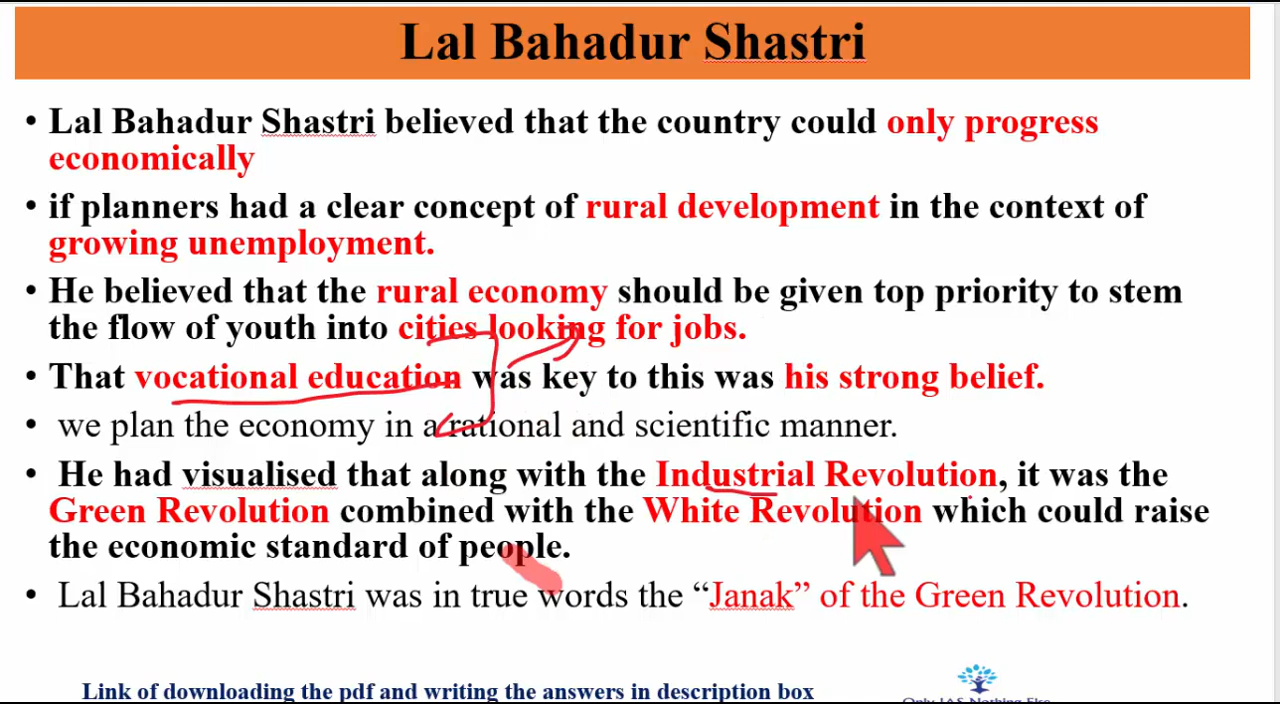 Lal Bahadur Shastri
• Lal Bahadur Shastri believed that the country could only progress
economically
• if planners had a clear concept of rural development in the context of
growing unemployment.
• He believed that the rural economy should be given top priority to stem
the flow of youth into cities looking for jobs.
• That vocational education was key to this was his strong belief.
• we plan the economy in a rational and scientific manner.
• He had visualised that along with the Industrial Revolution, it was the
Green Revolution combined with the White Revolution which could raise
the economic standard of people.
• Lal Bahadur Shastri was in true words the “Janak” of the Green Revolution.
Link of downloading the pdf and writing the answers in description box
Only IAS Nothing Else